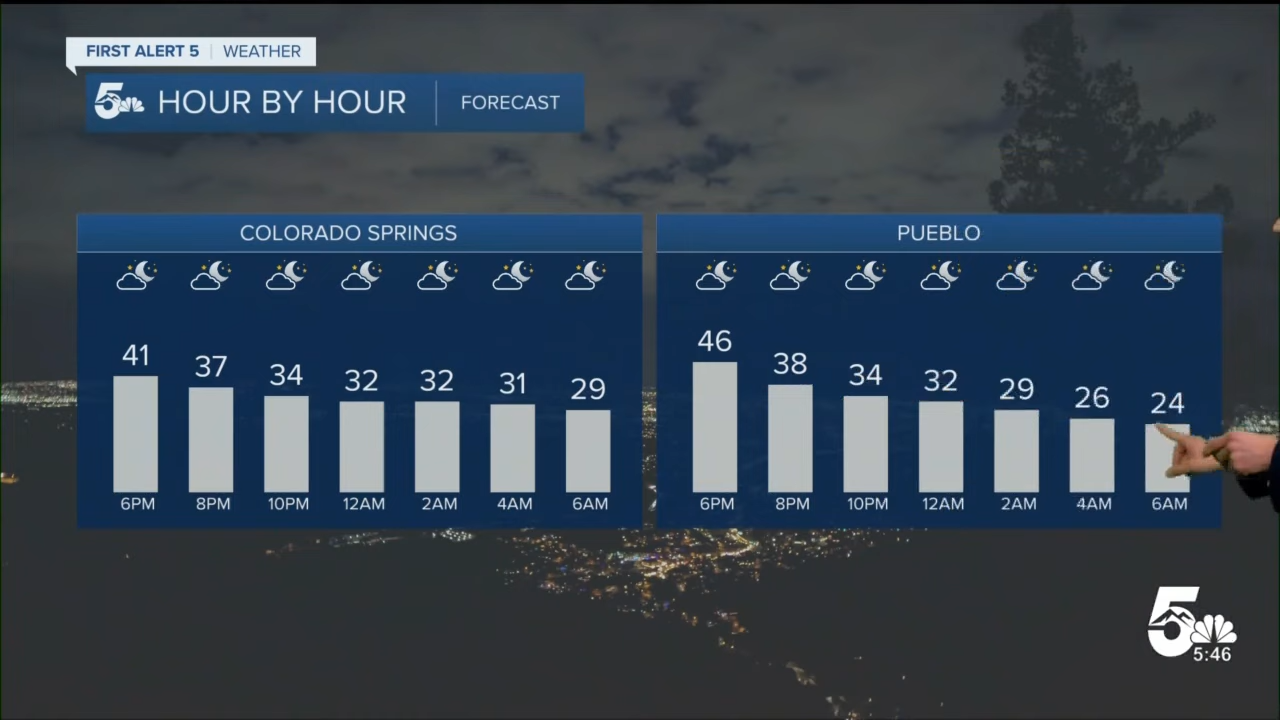 FIRST ALERT 5 | WEATHER
5 HOUR BY HOUR | FORECAST
COLORADO SPRINGS
41 37 34 32 32 31 29
6PM 8PM 10PM 12AM 2AM 4AM 6AM
PUEBLO
46 38 34 32 29 26 24
6PM 8PM 10PM 12AM 2AM 4AM 6AM
5
5:46